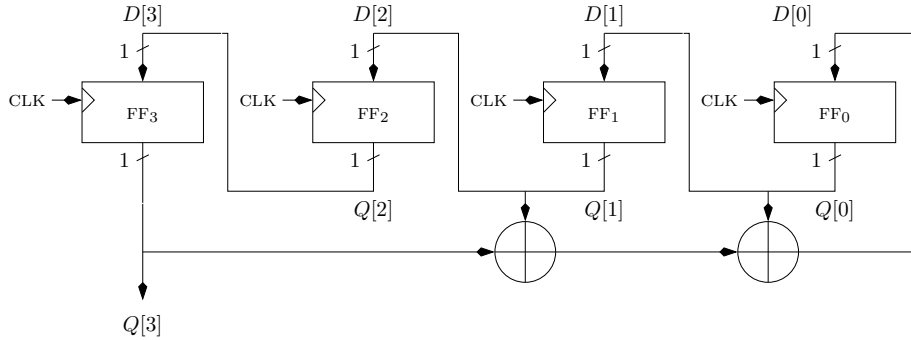 D[3] D[2] D[1] D[0]
1 1 1 1
CLK FF3 CLK FF2 CLK FF1 CLK FF0
1 1 1 1
Q[2] Q[1] Q[0]
Q[3]